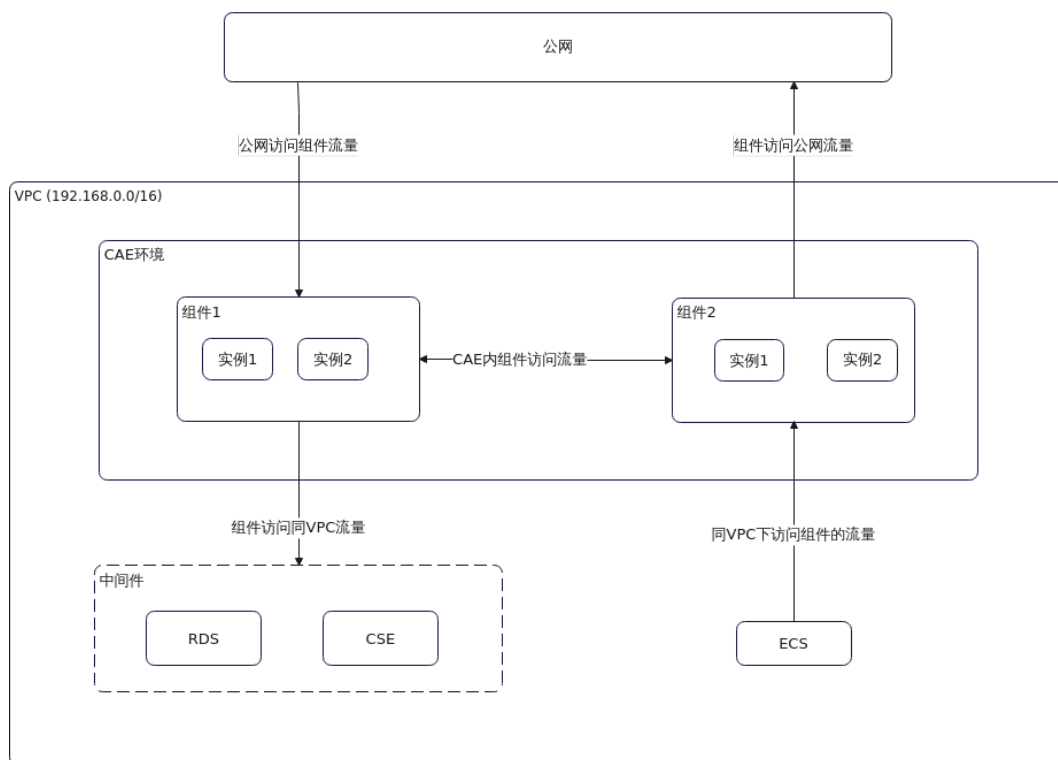 公网
公网访问组件流量
组件访问公网流量
VPC (192.168.0.0/16)
CAE环境
组件1
组件2
实例1
实例2
CAE内组件访问流量
实例1
实例2
组件访问同VPC流量
同VPC下访问组件的流量
中间件
RDS
CSE
ECS